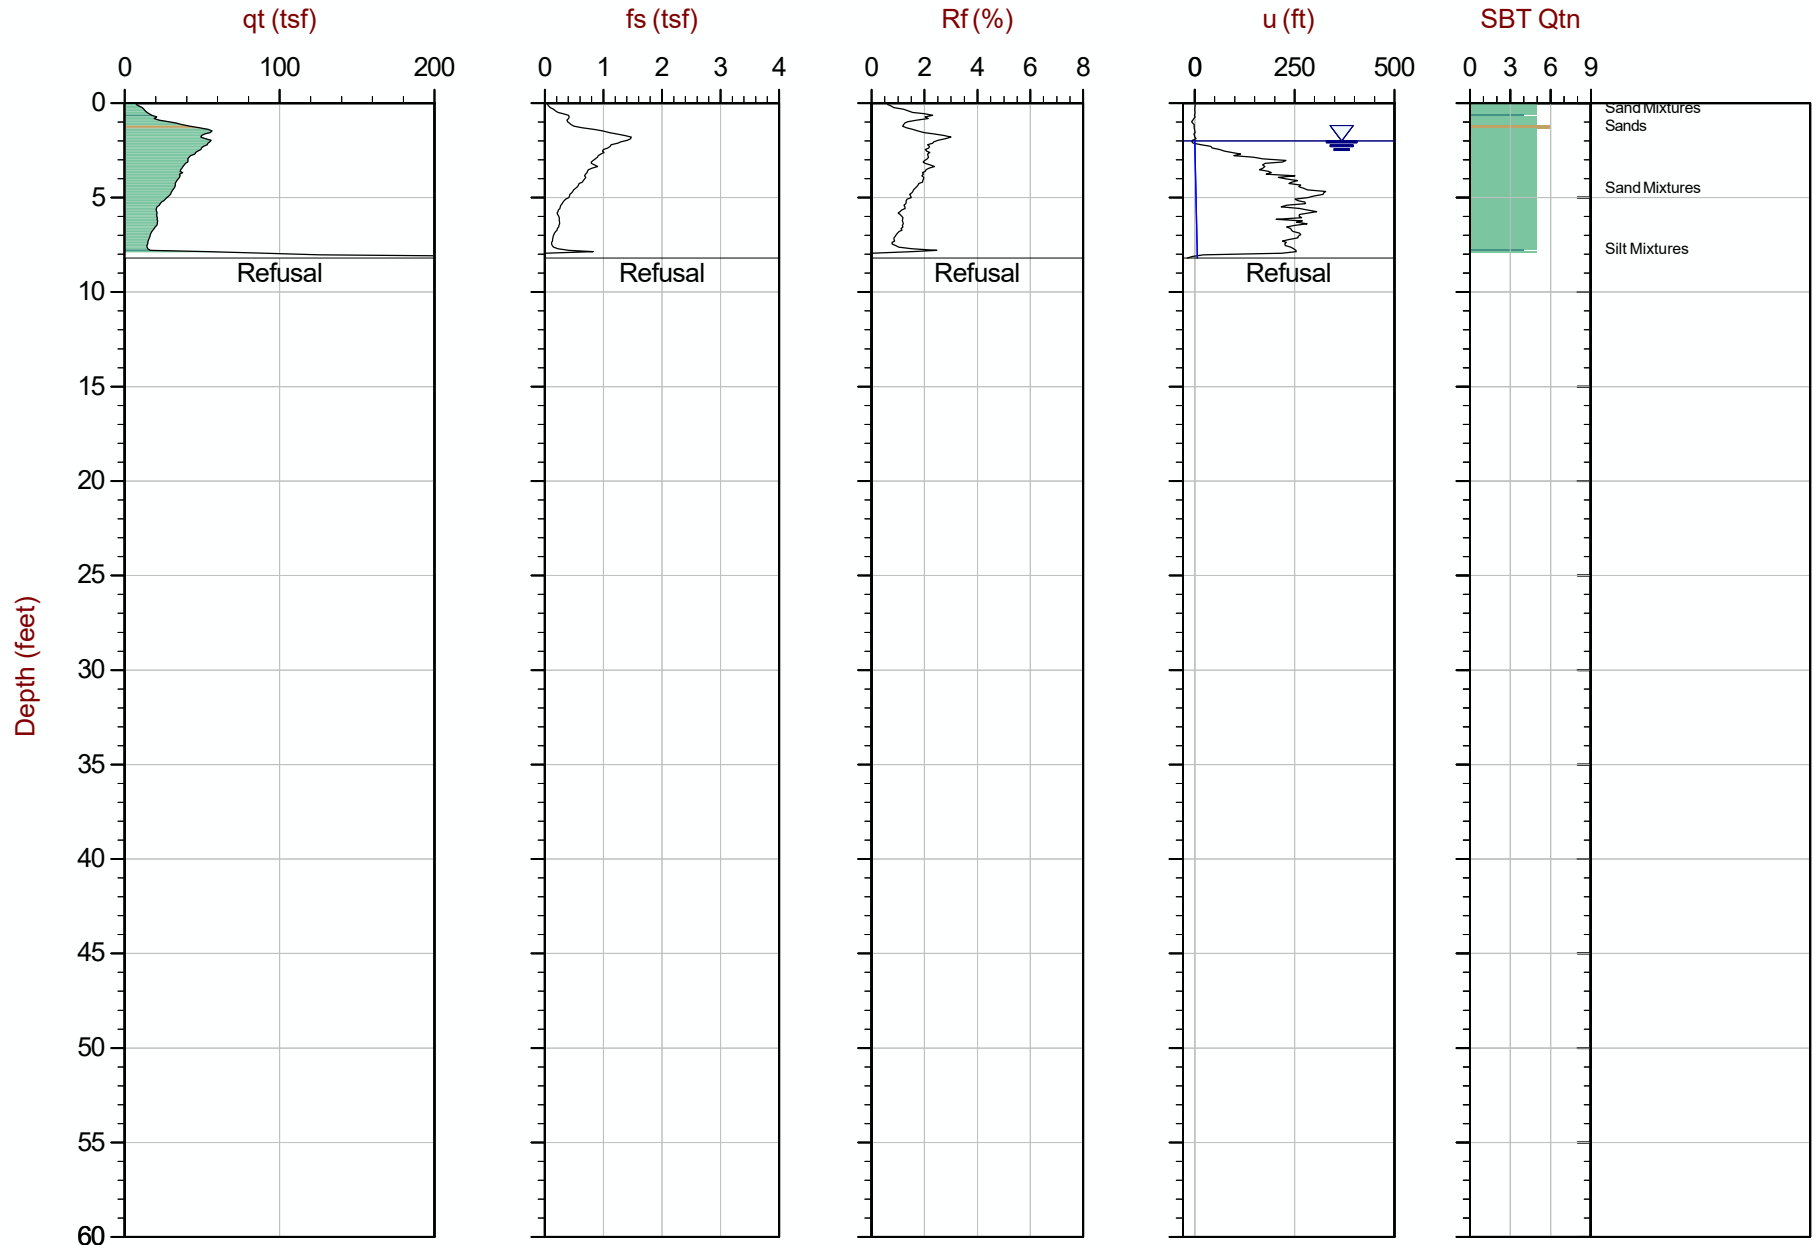 qt (tsf) fs (tsf) Rf (%) u (ft) SBT Qtn
0 100 200 0 1 2 3 4 0 2 4 6 8 0 250 500 0 3 6 9
0
Sand Mixtures
Sands
Sand Mixtures
5
Silt Mixtures
Refusal Refusal Refusal Refusal
10
15
20
25
30
Depth (feet)
35
40
45
50
55
60